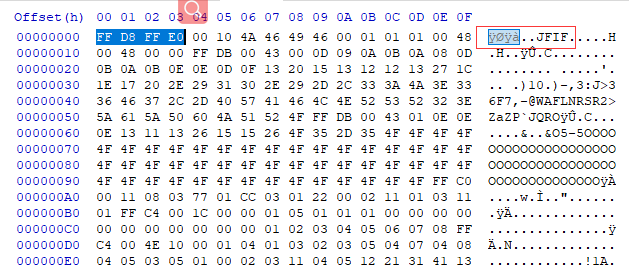 Offset(h) 00 01 02 03 04 05 06 07 08 09 0A 0B 0C 0D 0E 0F
00000000 FF D8 FF E0 00 10 4A 46 49 46 00 01 01 01 00 48 ÿØÿà..JFIF.....H
00000010 00 48 00 00 FF DB 00 43 00 0D 09 0A 0B 0A 08 0D .H..ÿÛ.C........
00000020 0B 0A 0B 0E 0E 0D 0F 13 20 15 13 12 12 13 27 1C ........ .....'.
00000030 1E 17 20 2E 29 31 30 2E 29 2D 2C 33 3A 4A 3E 33 .. .)10.)-,3:J>3
00000040 36 46 37 2C 2D 40 57 41 46 4C 4E 52 53 52 32 3E 6F7,-@WAFLNRSR2>
00000050 5A 61 5A 50 60 4A 51 52 4F FF DB 00 43 01 0E 0E ZaZP`JQROÿÛ.C...
00000060 0E 13 11 13 26 15 15 26 4F 35 2D 35 4F 4F 4F 4F ....&..&O5-5OOOO
00000070 4F 4F 4F 4F 4F 4F 4F 4F 4F 4F 4F 4F 4F 4F 4F 4F OOOOOOOOOOOOOOOO
00000080 4F 4F 4F 4F 4F 4F 4F 4F 4F 4F 4F 4F 4F 4F 4F 4F OOOOOOOOOOOOOOOO
00000090 4F 4F 4F 4F 4F 4F 4F 4F 4F 4F 4F 4F 4F 4F FF C0 OOOOOOOOOOOOOOÿÀ
000000A0 00 11 08 03 77 01 CC 03 01 22 00 02 11 01 03 11 ....w.Ì.."......
000000B0 01 FF C4 00 1C 00 00 01 05 01 01 01 00 00 00 00 .ÿÄ.............
000000C0 00 00 00 00 00 00 00 01 02 03 04 05 06 07 08 FF ...............ÿ
000000D0 C4 00 4E 10 00 01 04 01 03 02 04 05 04 07 04 08 Ä.N.............
000000E0 04 05 03 05 01 00 02 03 11 04 05 12 21 31 41 13 ............!1A.